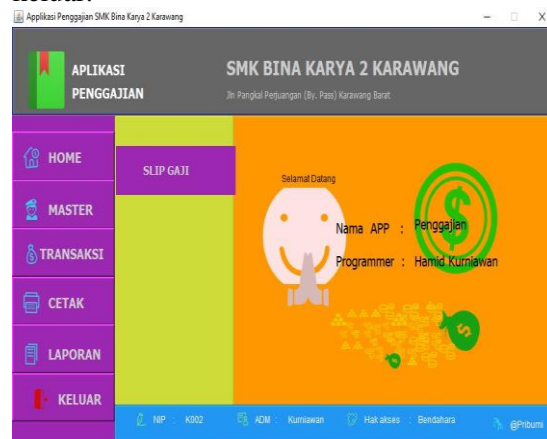 keluar.
Applikasi Penggajian SMK Bina Karya 2 Karawang
APLIKASI
PENGGAJIAN
SMK BINA KARYA 2 KARAWANG
Jln Pangkal Perjuangan (By. Pass) Karawang Barat
HOME
MASTER
TRANSAKSI
CETAK
LAPORAN
KELUAR
SLIP GAJI
Selamat Datang
Nama APP : Penggajian
Programmer : Hamid Kurniawan
NIP : K002 ADM : Kurniawan Hak akses : Bendahara @Pribumi